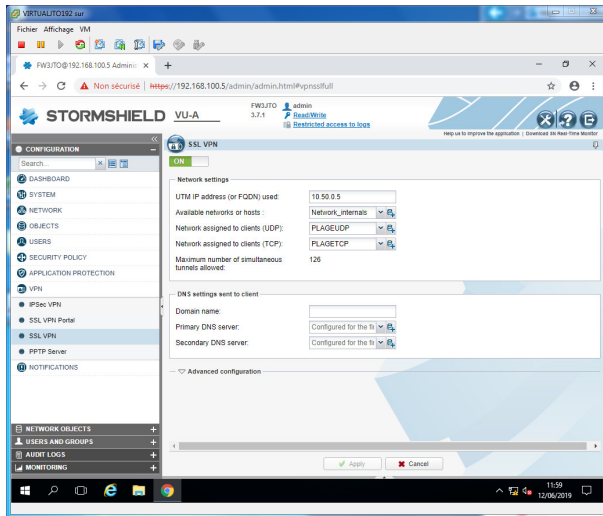 VIRTUALITO192 sur
Fichier Affichage VM
FW3JTO@192.168.100.5 Adminis
Non sécurisé | https://192.168.100.5/admin/admin.html#vpnsslfull
STORMSHIELD VU-A
FW3JTO admin
3.7.1 Read/Write
Restricted access to logs
Help us to improve the application | Download SN Real-Time Monitor
CONFIGURATION
Search...
DASHBOARD
SYSTEM
NETWORK
OBJECTS
USERS
SECURITY POLICY
APPLICATION PROTECTION
VPN
IPSec VPN
SSL VPN Portal
SSL VPN
PPTP Server
NOTIFICATIONS
NETWORK OBJECTS
USERS AND GROUPS
AUDIT LOGS
MONITORING
SSL VPN
ON
Network settings
UTM IP address (or FQDN) used: 10.50.0.5
Available networks or hosts : Network_internals
Network assigned to clients (UDP): PLAGEUDP
Network assigned to clients (TCP): PLAGETCP
Maximum number of simultaneous 126
tunnels allowed:
DNS settings sent to client
Domain name:
Primary DNS server: Configured for the fir
Secondary DNS server: Configured for the fir
Advanced configuration
Apply Cancel
11:59
12/06/2019